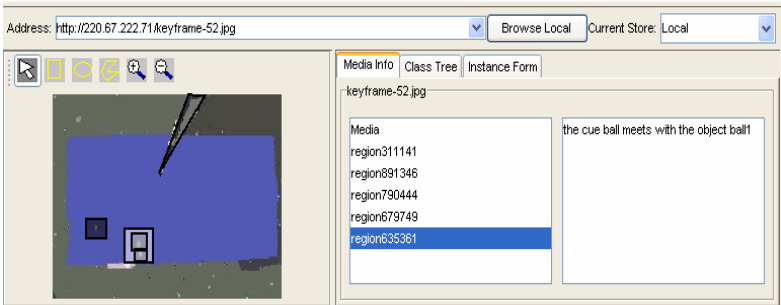 Address: http://220.67.222.71/keyframe-52.jpg Browse Local Current Store: Local
Media Info Class Tree Instance Form
keyframe-52.jpg
Media
region311141
region891346
region790444
region679749
region635361
the cue ball meets with the object ball1